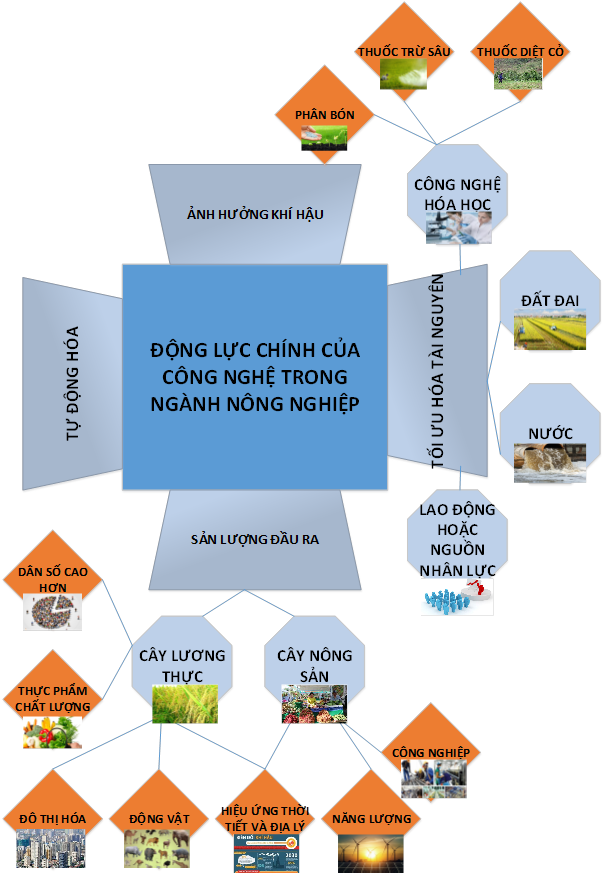 THUỐC TRỪ SÂU
THUỐC DIỆT CỎ
PHÂN BÓN
CÔNG NGHỆ
HÓA HỌC
ẢNH HƯỞNG KHÍ HẬU
TỐI ƯU HÓA TÀI NGUYÊN
ĐẤT ĐAI
TỰ ĐỘNG HÓA
ĐỘNG LỰC CHÍNH CỦA
CÔNG NGHỆ TRONG
NGÀNH NÔNG NGHIỆP
NƯỚC
LAO ĐỘNG
HOẶC
NGUỒN
NHÂN LỰC
SẢN LƯỢNG ĐẦU RA
DÂN SỐ CAO
HƠN
CÂY LƯƠNG
THỰC
CÂY NÔNG
SẢN
THỰC PHẨM
CHẤT LƯỢNG
CÔNG NGHIỆP
ĐÔ THỊ HÓA
ĐỘNG VẬT
HIỆU ỨNG THỜI
TIẾT VÀ ĐỊA LÝ
NĂNG LƯỢNG
2030